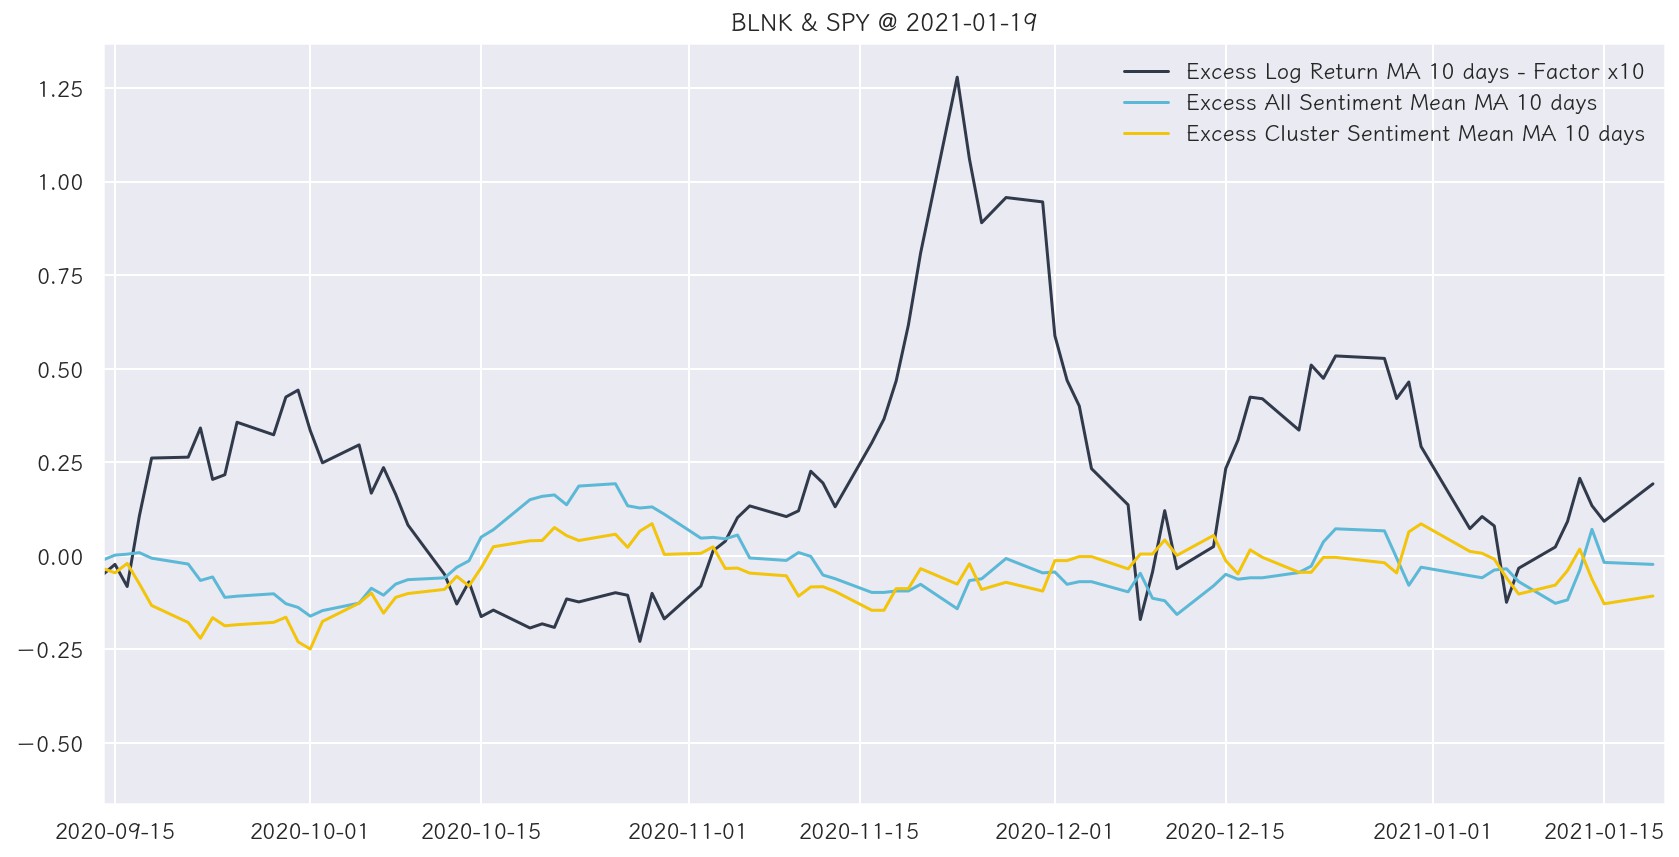 BLNK & SPY @ 2021-01-19
Excess Log Return MA 10 days - Factor x10
Excess All Sentiment Mean MA 10 days
Excess Cluster Sentiment Mean MA 10 days
1.25
1.00
0.75
0.50
0.25
0.00
−0.25
−0.50
2020-09-15 2020-10-01 2020-10-15 2020-11-01 2020-11-15 2020-12-01 2020-12-15 2021-01-01 2021-01-15